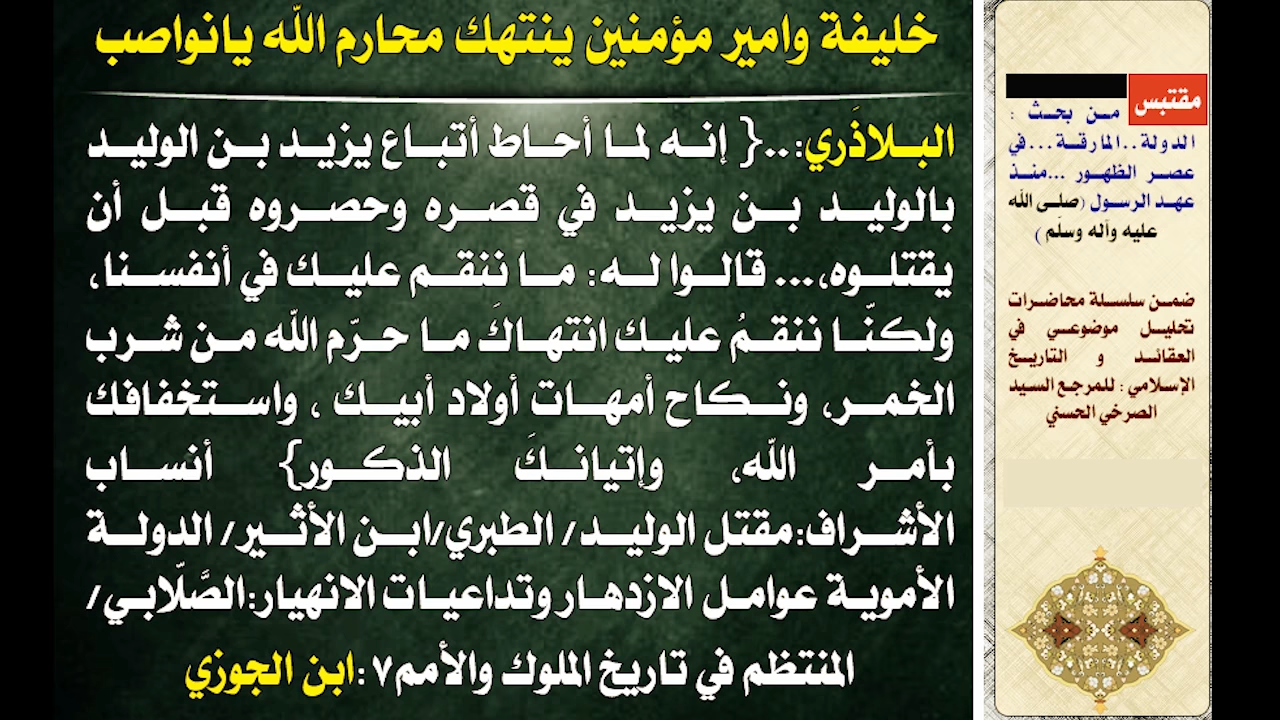 خليفة وامير مؤمنين ينتهك محارم الله يانواصب
البلاذَري:..{ إنه لما أحاط أتباع يزيد بن الوليد
بالوليد بن يزيد في قصره وحصروه قبل أن
يقتلوه،... قالوا له: ما ننقم عليك في أنفسنا،
ولكنّا ننقمُ عليك انتهاكَ ما حرّم الله من شرب
الخمر، ونكاح أمهات أولاد أبيك ، واستخفافك
بأمر الله، وإتيانكَ الذكور} أنساب
الأشراف:مقتل الوليد/ الطبري/ابن الأثير/ الدولة
الأموية عوامل الازدهار وتداعيات الانهيار:الصَّلّابي/
المنتظم في تاريخ الملوك والأمم٧ :ابن الجوزي
مقتبس
من بحث :
الدولة..المارقة...في
عصر الظهور ...منذ
عهد الرسول (صلى الله
عليه وآله وسلّم )
ضمن سلسلة محاضرات
تحليل موضوعي في
العقائد و التاريخ
الإسلامي : للمرجع السيد
الصرخي الحسني